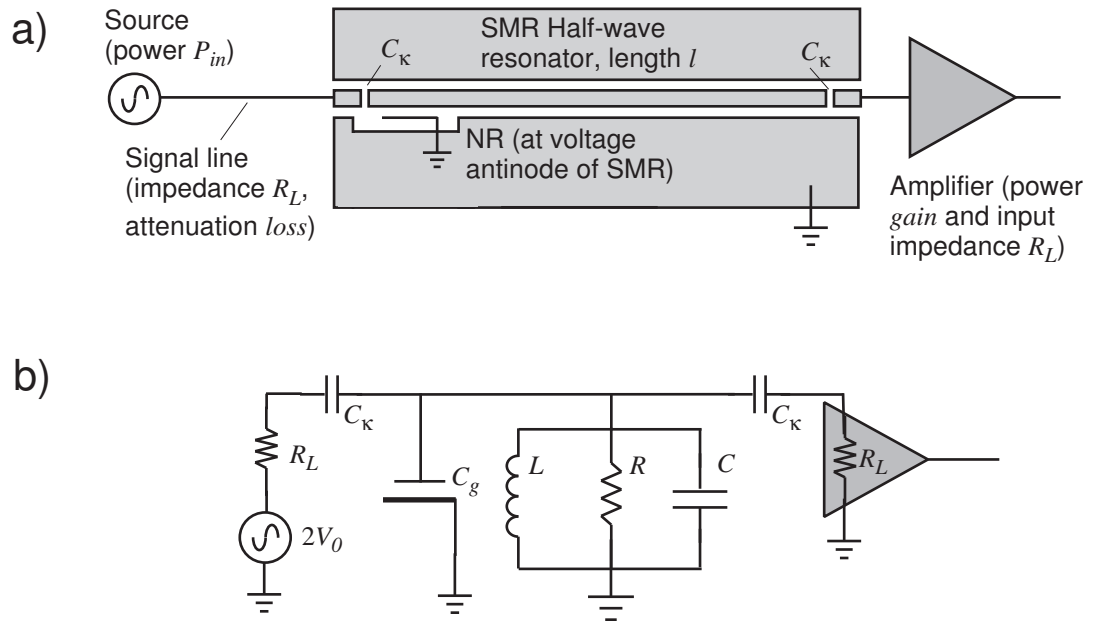 a)
Source
(power P_in)
SMR Half-wave
resonator, length l
C_κ
C_κ
NR (at voltage
antinode of SMR)
Signal line
(impedance R_L,
attenuation loss)
Amplifier (power
gain and input
impedance R_L)
b)
C_κ
C_κ
R_L
C_g
L
R
C
R_L
2V_0